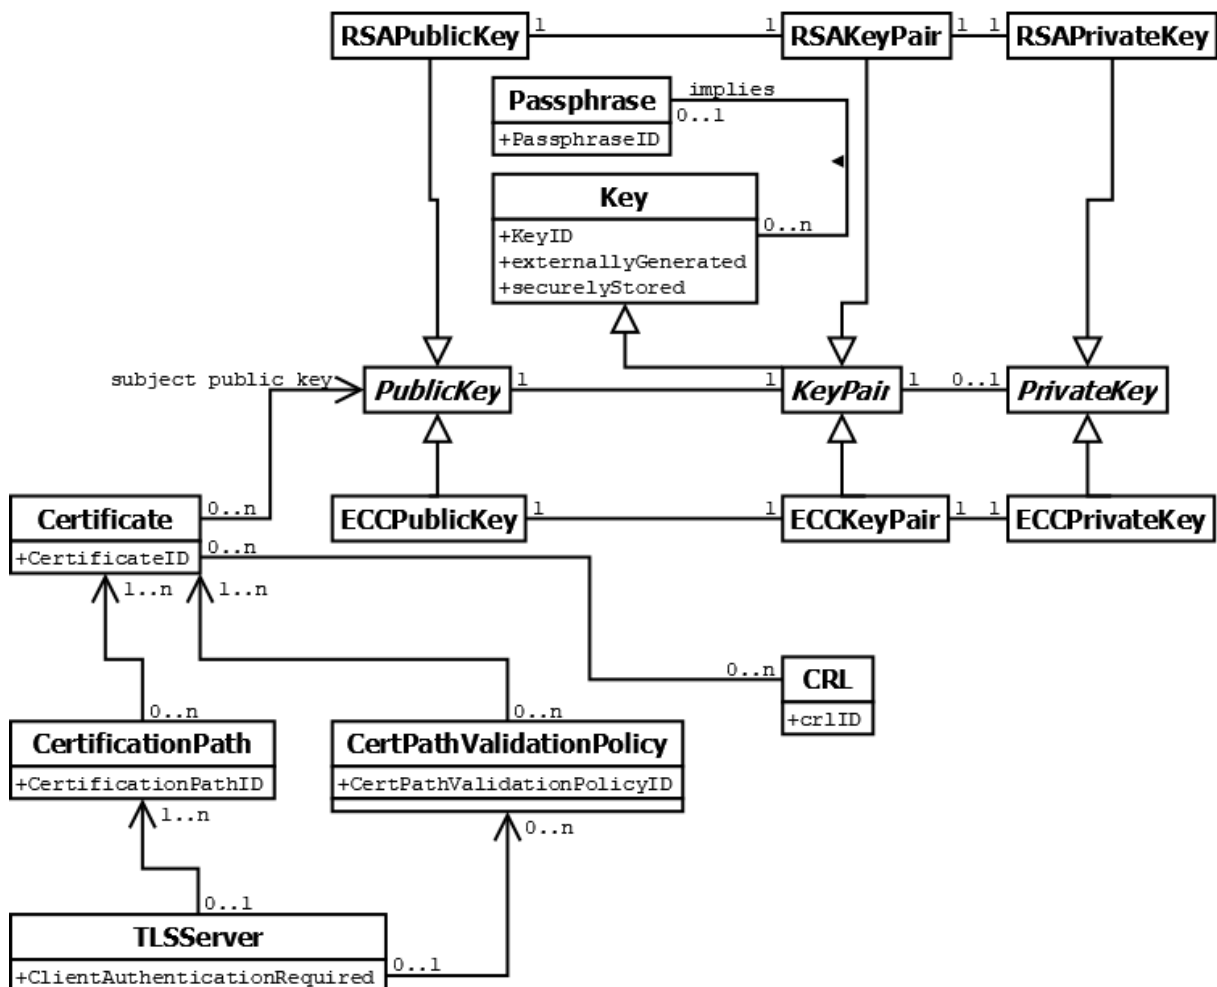 RSAPublicKey 1 1 RSAKeyPair 1 1 RSAPrivateKey
implies
Passphrase 0..1
+PassphraseID
Key
+KeyID 0..n
+externallyGenerated
+securelyStored
subject public key PublicKey 1 1 KeyPair 1 0..1 PrivateKey
Certificate 0..n ECCPublicKey 1 1 ECCKeyPair 1 1 ECCPrivateKey
+CertificateID 0..n
1..n 1..n
0..n CRL
+crlID
0..n 0..n
CertificationPath CertPathValidationPolicy
+CertificationPathID +CertPathValidationPolicyID
1..n 0..n
0..1
TLSServer
+ClientAuthenticationRequired 0..1